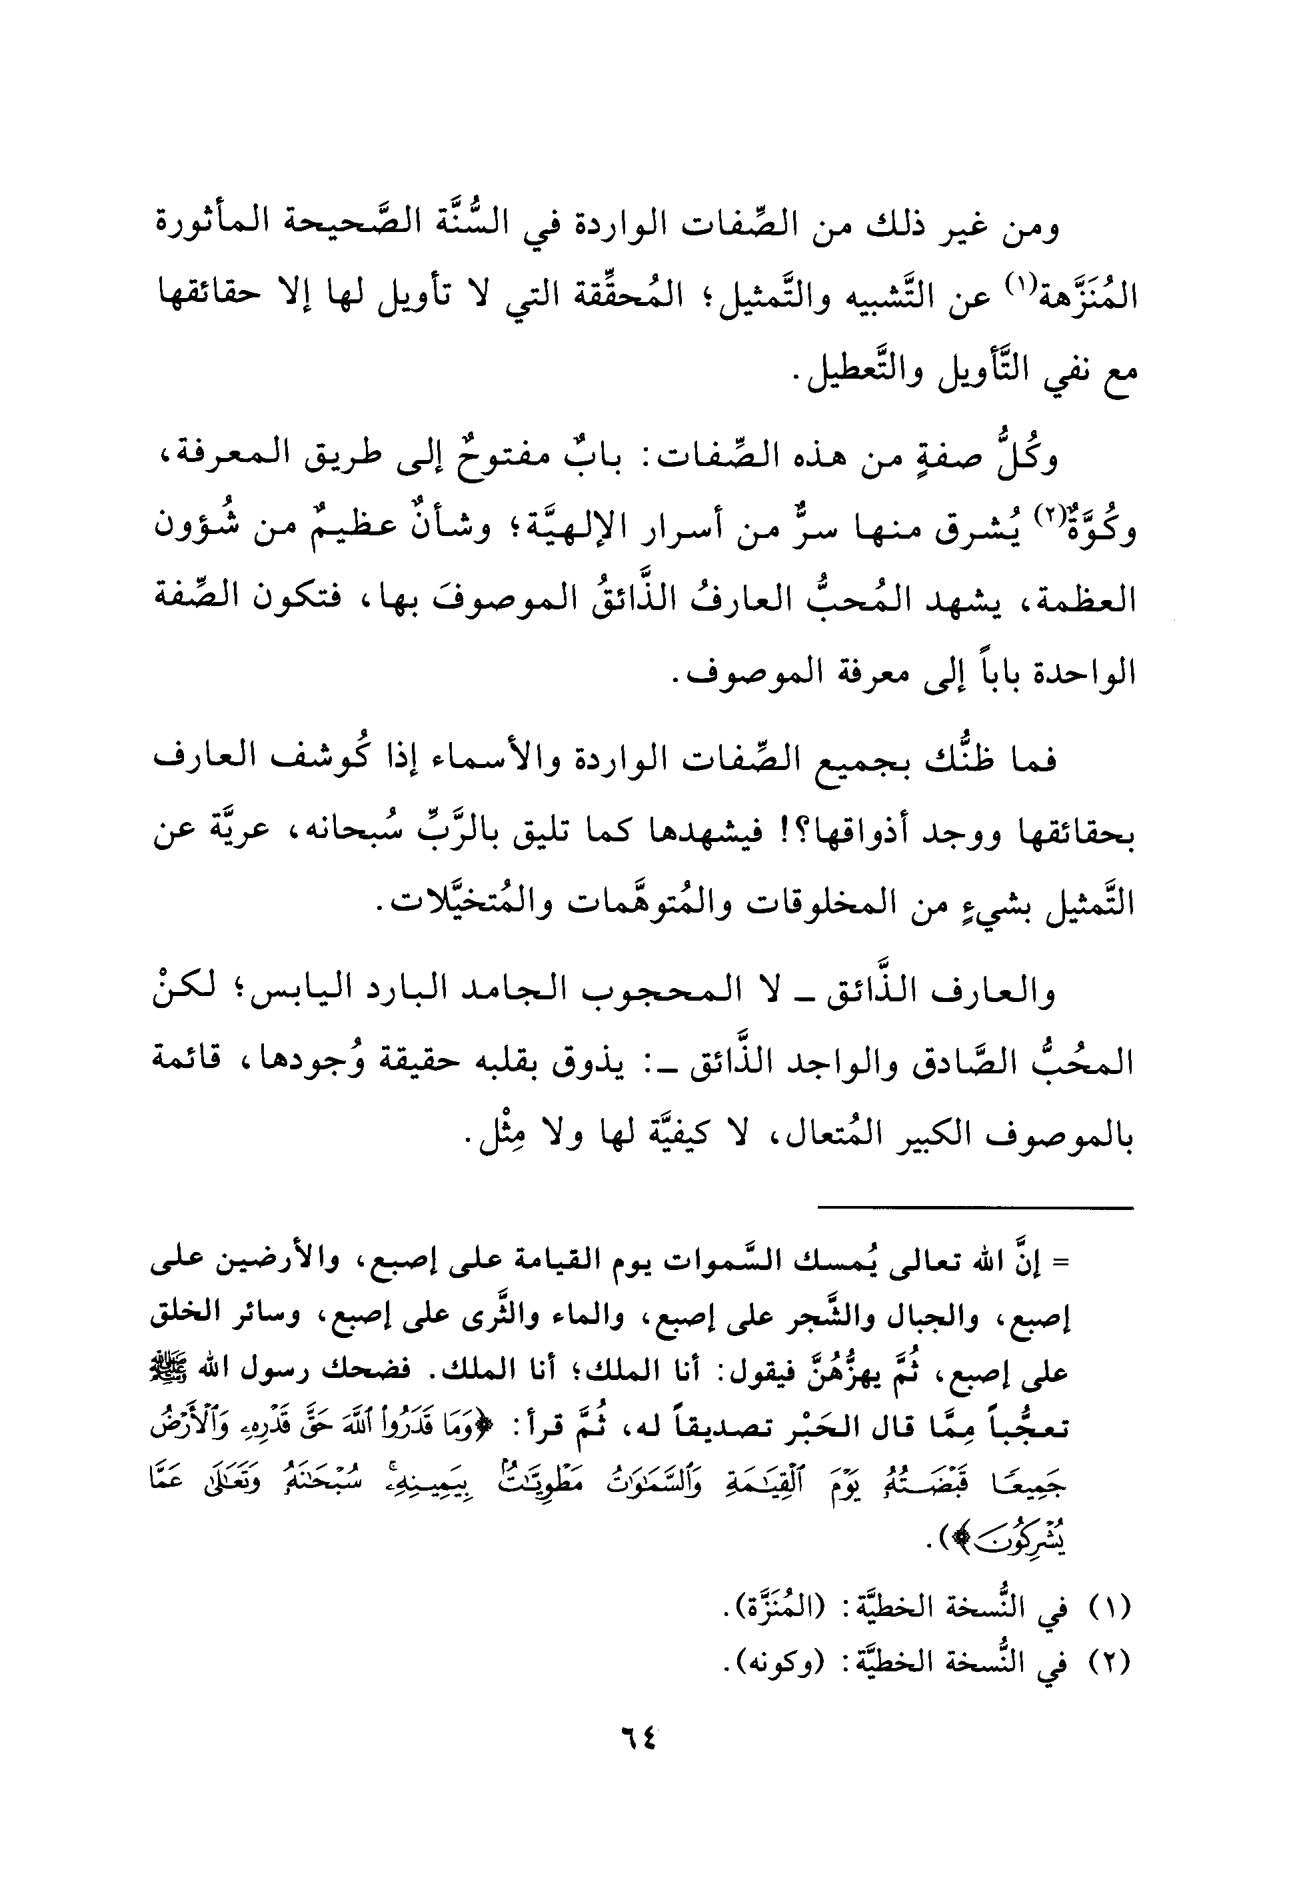 ومن غير ذلك من الصِّفات الواردة في السُّنَّة الصَّحيحة المأثورة
المُنَزَّهة(١) عن التَّشبيه والتَّمثيل؛ المُحقِّقة التي لا تأويل لها إلا حقائقها
مع نفي التَّأويل والتَّعطيل.
وكُلُّ صفةٍ من هذه الصِّفات: بابٌ مفتوحٌ إلى طريق المعرفة،
وكُوَّةٌ(٢) يُشرق منها سرٌّ من أسرار الإلهيَّة؛ وشأنٌ عظيمٌ من شُؤون
العظمة، يشهد المُحبُّ العارفُ الذَّائقُ الموصوفَ بها، فتكون الصِّفة
الواحدة باباً إلى معرفة الموصوف.
فما ظنُّك بجميع الصِّفات الواردة والأسماء إذا كُوشف العارف
بحقائقها ووجد أذواقها؟! فيشهدها كما تليق بالرَّبِّ سُبحانه، عريَّة عن
التَّمثيل بشيءٍ من المخلوقات والمُتوهَّمات والمُتخيَّلات.
والعارف الذَّائق ـ لا المحجوب الجامد البارد اليابس؛ لكنْ
المحُبُّ الصَّادق والواجد الذَّائق ـ: يذوق بقلبه حقيقة وُجودها، قائمة
بالموصوف الكبير المُتعال، لا كيفيَّة لها ولا مِثْل.
= إنَّ الله تعالى يُمسك السَّموات يوم القيامة على إصبع، والأرضين على
إصبع، والجبال والشَّجر على إصبع، والماء والثَّرى على إصبع، وسائر الخلق
على إصبع، ثُمَّ يهزُّهُنَّ فيقول: أنا الملك؛ أنا الملك. فضحك رسول الله ﷺ
تعجُّباً مِمَّا قال الحَبْر تصديقاً له، ثُمَّ قرأ: ﴿وَمَا قَدَرُوا۟ ٱللَّهَ حَقَّ قَدْرِهِۦ وَٱلْأَرْضُ
جَمِيعًا قَبْضَتُهُۥ يَوْمَ ٱلْقِيَٰمَةِ وَٱلسَّمَٰوَٰتُ مَطْوِيَّٰتٌۢ بِيَمِينِهِۦۚ سُبْحَٰنَهُۥ وَتَعَٰلَىٰ عَمَّا
يُشْرِكُونَ﴾).
(١) في النُّسخة الخطيَّة: (المُنَزَّة).
(٢) في النُّسخة الخطيَّة: (وكونه).
٦٤